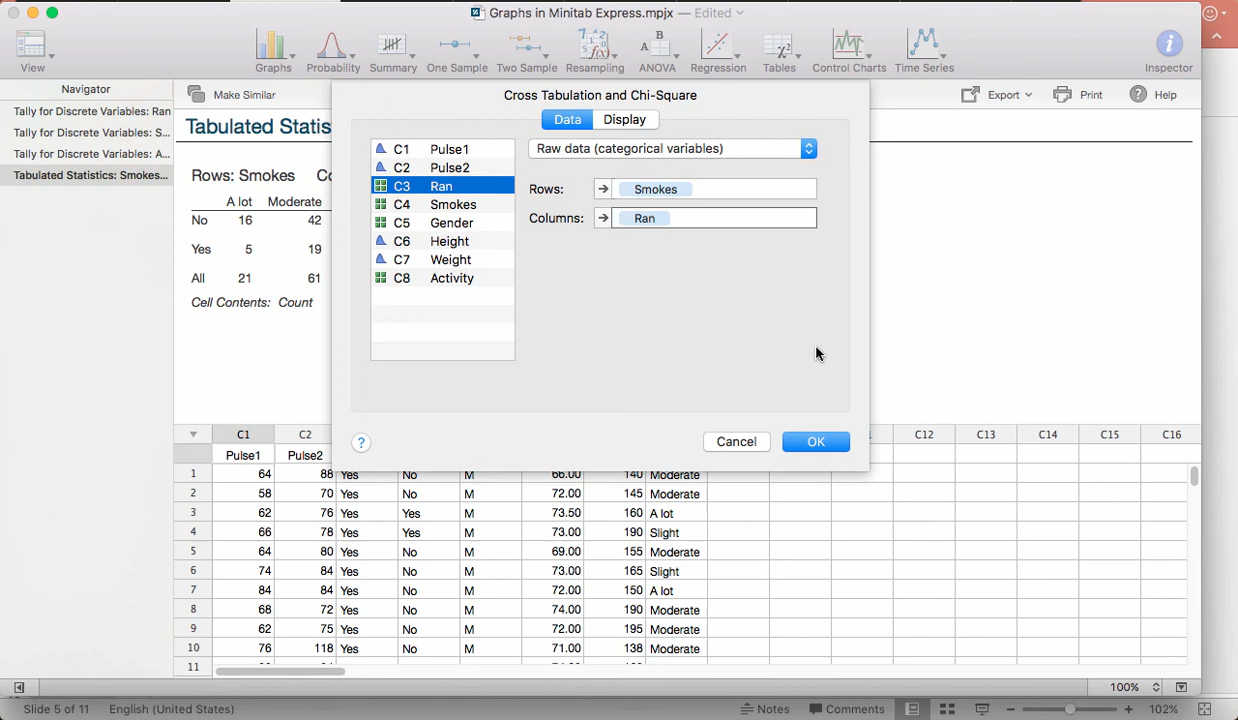 Graphs in Minitab Express.mpjx — Edited
View
Graphs
Probability
Summary
One Sample
Two Sample
Resampling
ANOVA
Regression
Tables
Control Charts
Time Series
Inspector
Navigator
Tally for Discrete Variables: Ran
Tally for Discrete Variables: S...
Tally for Discrete Variables: A...
Tabulated Statistics: Smokes...
Make Similar
Export
Print
Help
Tabulated Statis
Rows: Smokes Co
A lot Moderate
No 16 42
Yes 5 19
All 21 61
Cell Contents: Count
Cross Tabulation and Chi-Square
Data Display
C1 Pulse1
C2 Pulse2
C3 Ran
C4 Smokes
C5 Gender
C6 Height
C7 Weight
C8 Activity
Raw data (categorical variables)
Rows: Smokes
Columns: Ran
?
Cancel
OK
C1 C2 C12 C13 C14 C15 C16
Pulse1 Pulse2
1 64 88 Yes No M 66.00 140 Moderate
2 58 70 Yes No M 72.00 145 Moderate
3 62 76 Yes Yes M 73.50 160 A lot
4 66 78 Yes Yes M 73.00 190 Slight
5 64 80 Yes No M 69.00 155 Moderate
6 74 84 Yes No M 73.00 165 Slight
7 84 84 Yes No M 72.00 150 A lot
8 68 72 Yes No M 74.00 190 Moderate
9 62 75 Yes No M 72.00 195 Moderate
10 76 118 Yes No M 71.00 138 Moderate
11
100%
Slide 5 of 11 English (United States)
Notes
Comments
102%